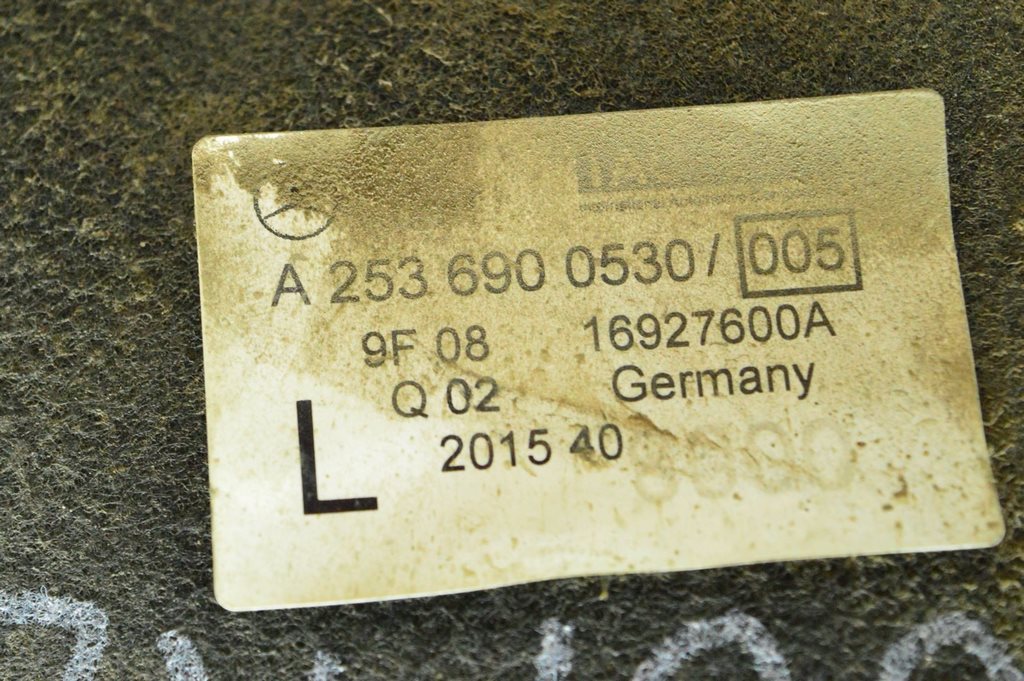 A 253 690 0530/ 005
9F 08 16927600A
Q 02 Germany
L 2015 40